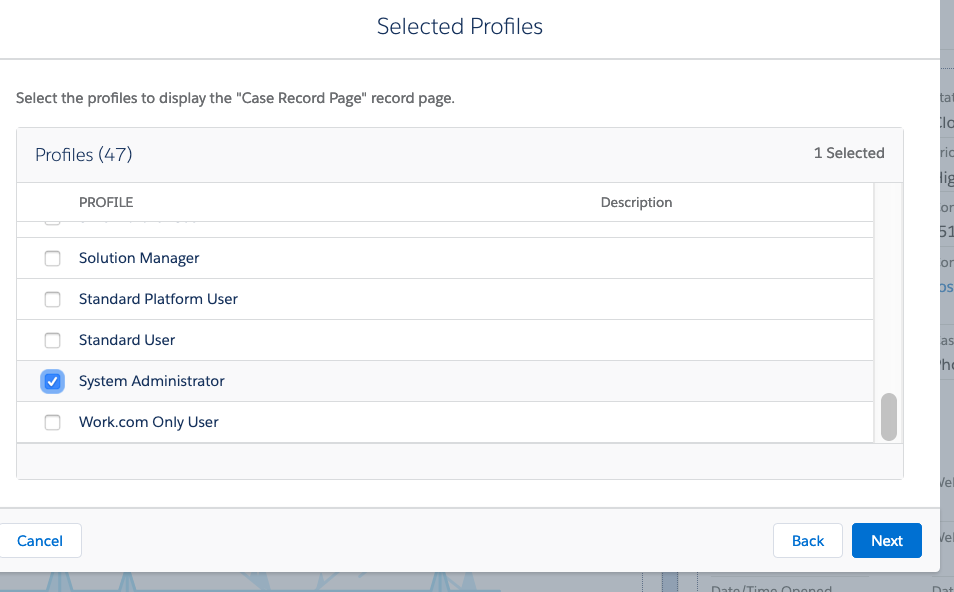 Selected Profiles
Select the profiles to display the "Case Record Page" record page.
Profiles (47)
1 Selected
PROFILE
Description
Solution Manager
Standard Platform User
Standard User
System Administrator
Work.com Only User
Cancel
Back
Next
Date/Time Opened